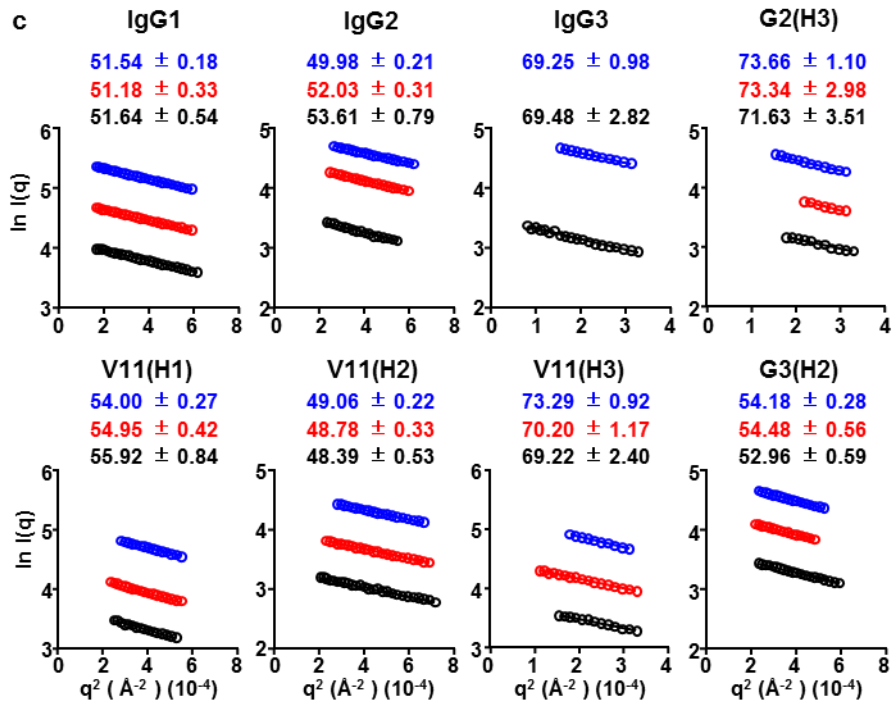 c
IgG1 IgG2 IgG3 G2(H3)
51.54 ± 0.18 49.98 ± 0.21 69.25 ± 0.98 73.66 ± 1.10
51.18 ± 0.33 52.03 ± 0.31 73.34 ± 2.98
51.64 ± 0.54 53.61 ± 0.79 69.48 ± 2.82 71.63 ± 3.51
6 5 5 5
5 4 4 4
ln I(q)
4 3 3 3
3 2 2 2
0 2 4 6 8 0 2 4 6 8 0 1 2 3 4 0 2 4
V11(H1) V11(H2) V11(H3) G3(H2)
54.00 ± 0.27 49.06 ± 0.22 73.29 ± 0.92 54.18 ± 0.28
54.95 ± 0.42 48.78 ± 0.33 70.20 ± 1.17 54.48 ± 0.56
55.92 ± 0.84 48.39 ± 0.53 69.22 ± 2.40 52.96 ± 0.59
6 5 6 5
5 4 5 4
ln I(q)
4 3 4 3
3 2 3 2
0 2 4 6 8 0 2 4 6 8 0 1 2 3 4 0 2 4 6 8
q² (Å⁻²) (10⁻⁴) q² (Å⁻²) (10⁻⁴) q² (Å⁻²) (10⁻⁴) q² (Å⁻²) (10⁻⁴)